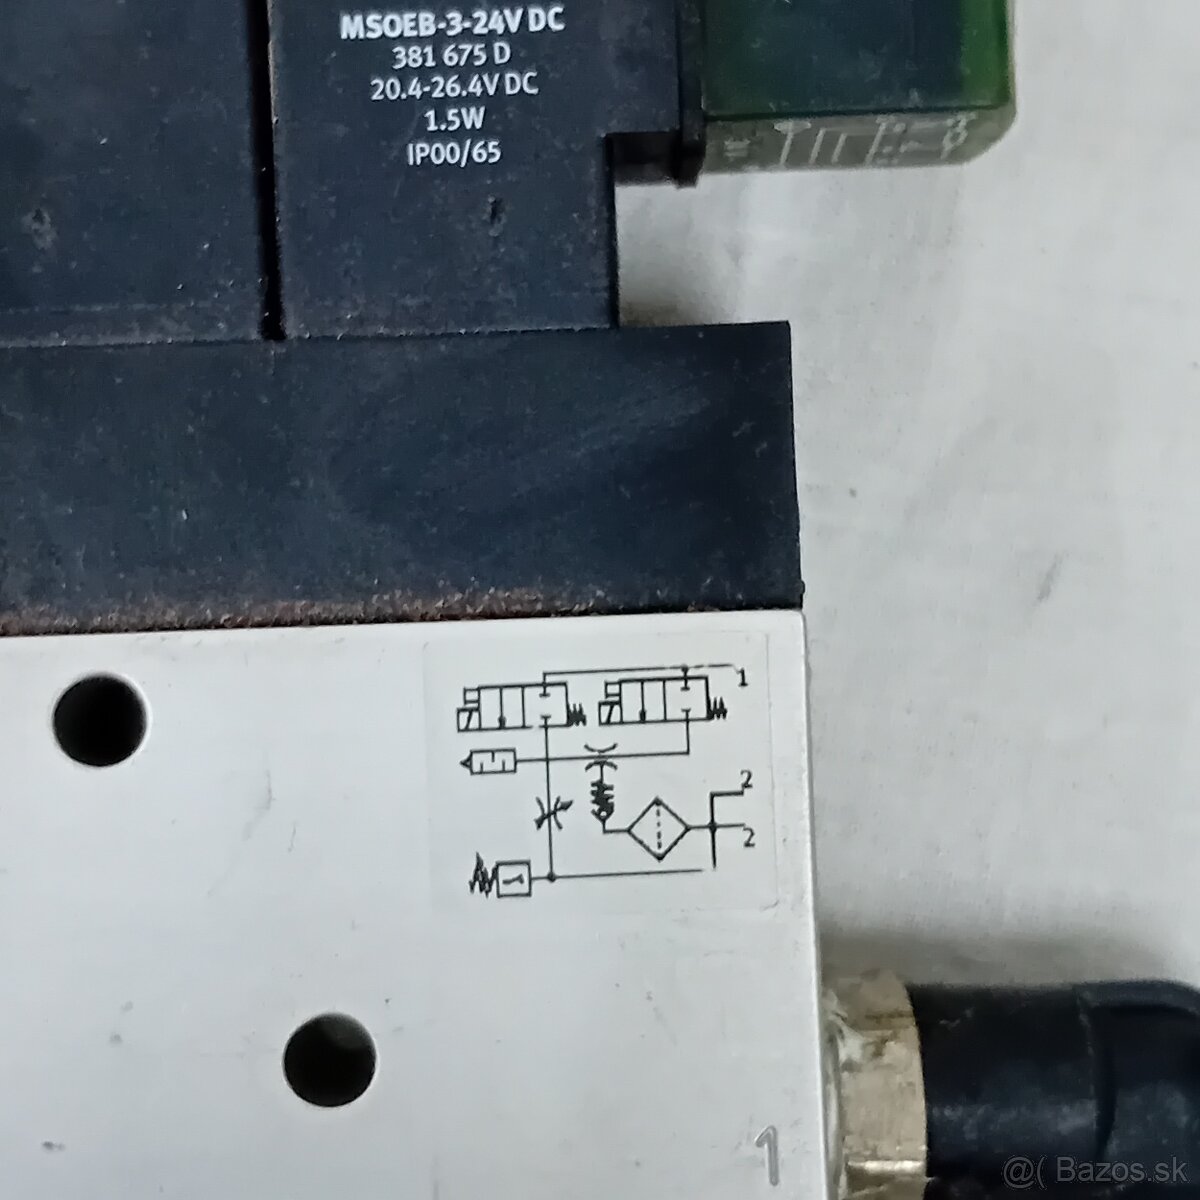 MSOEB-3-24V DC
381 675 D
20.4-26.4V DC
1.5W
IP00/65
1
2
2
1
@( Bazos.sk